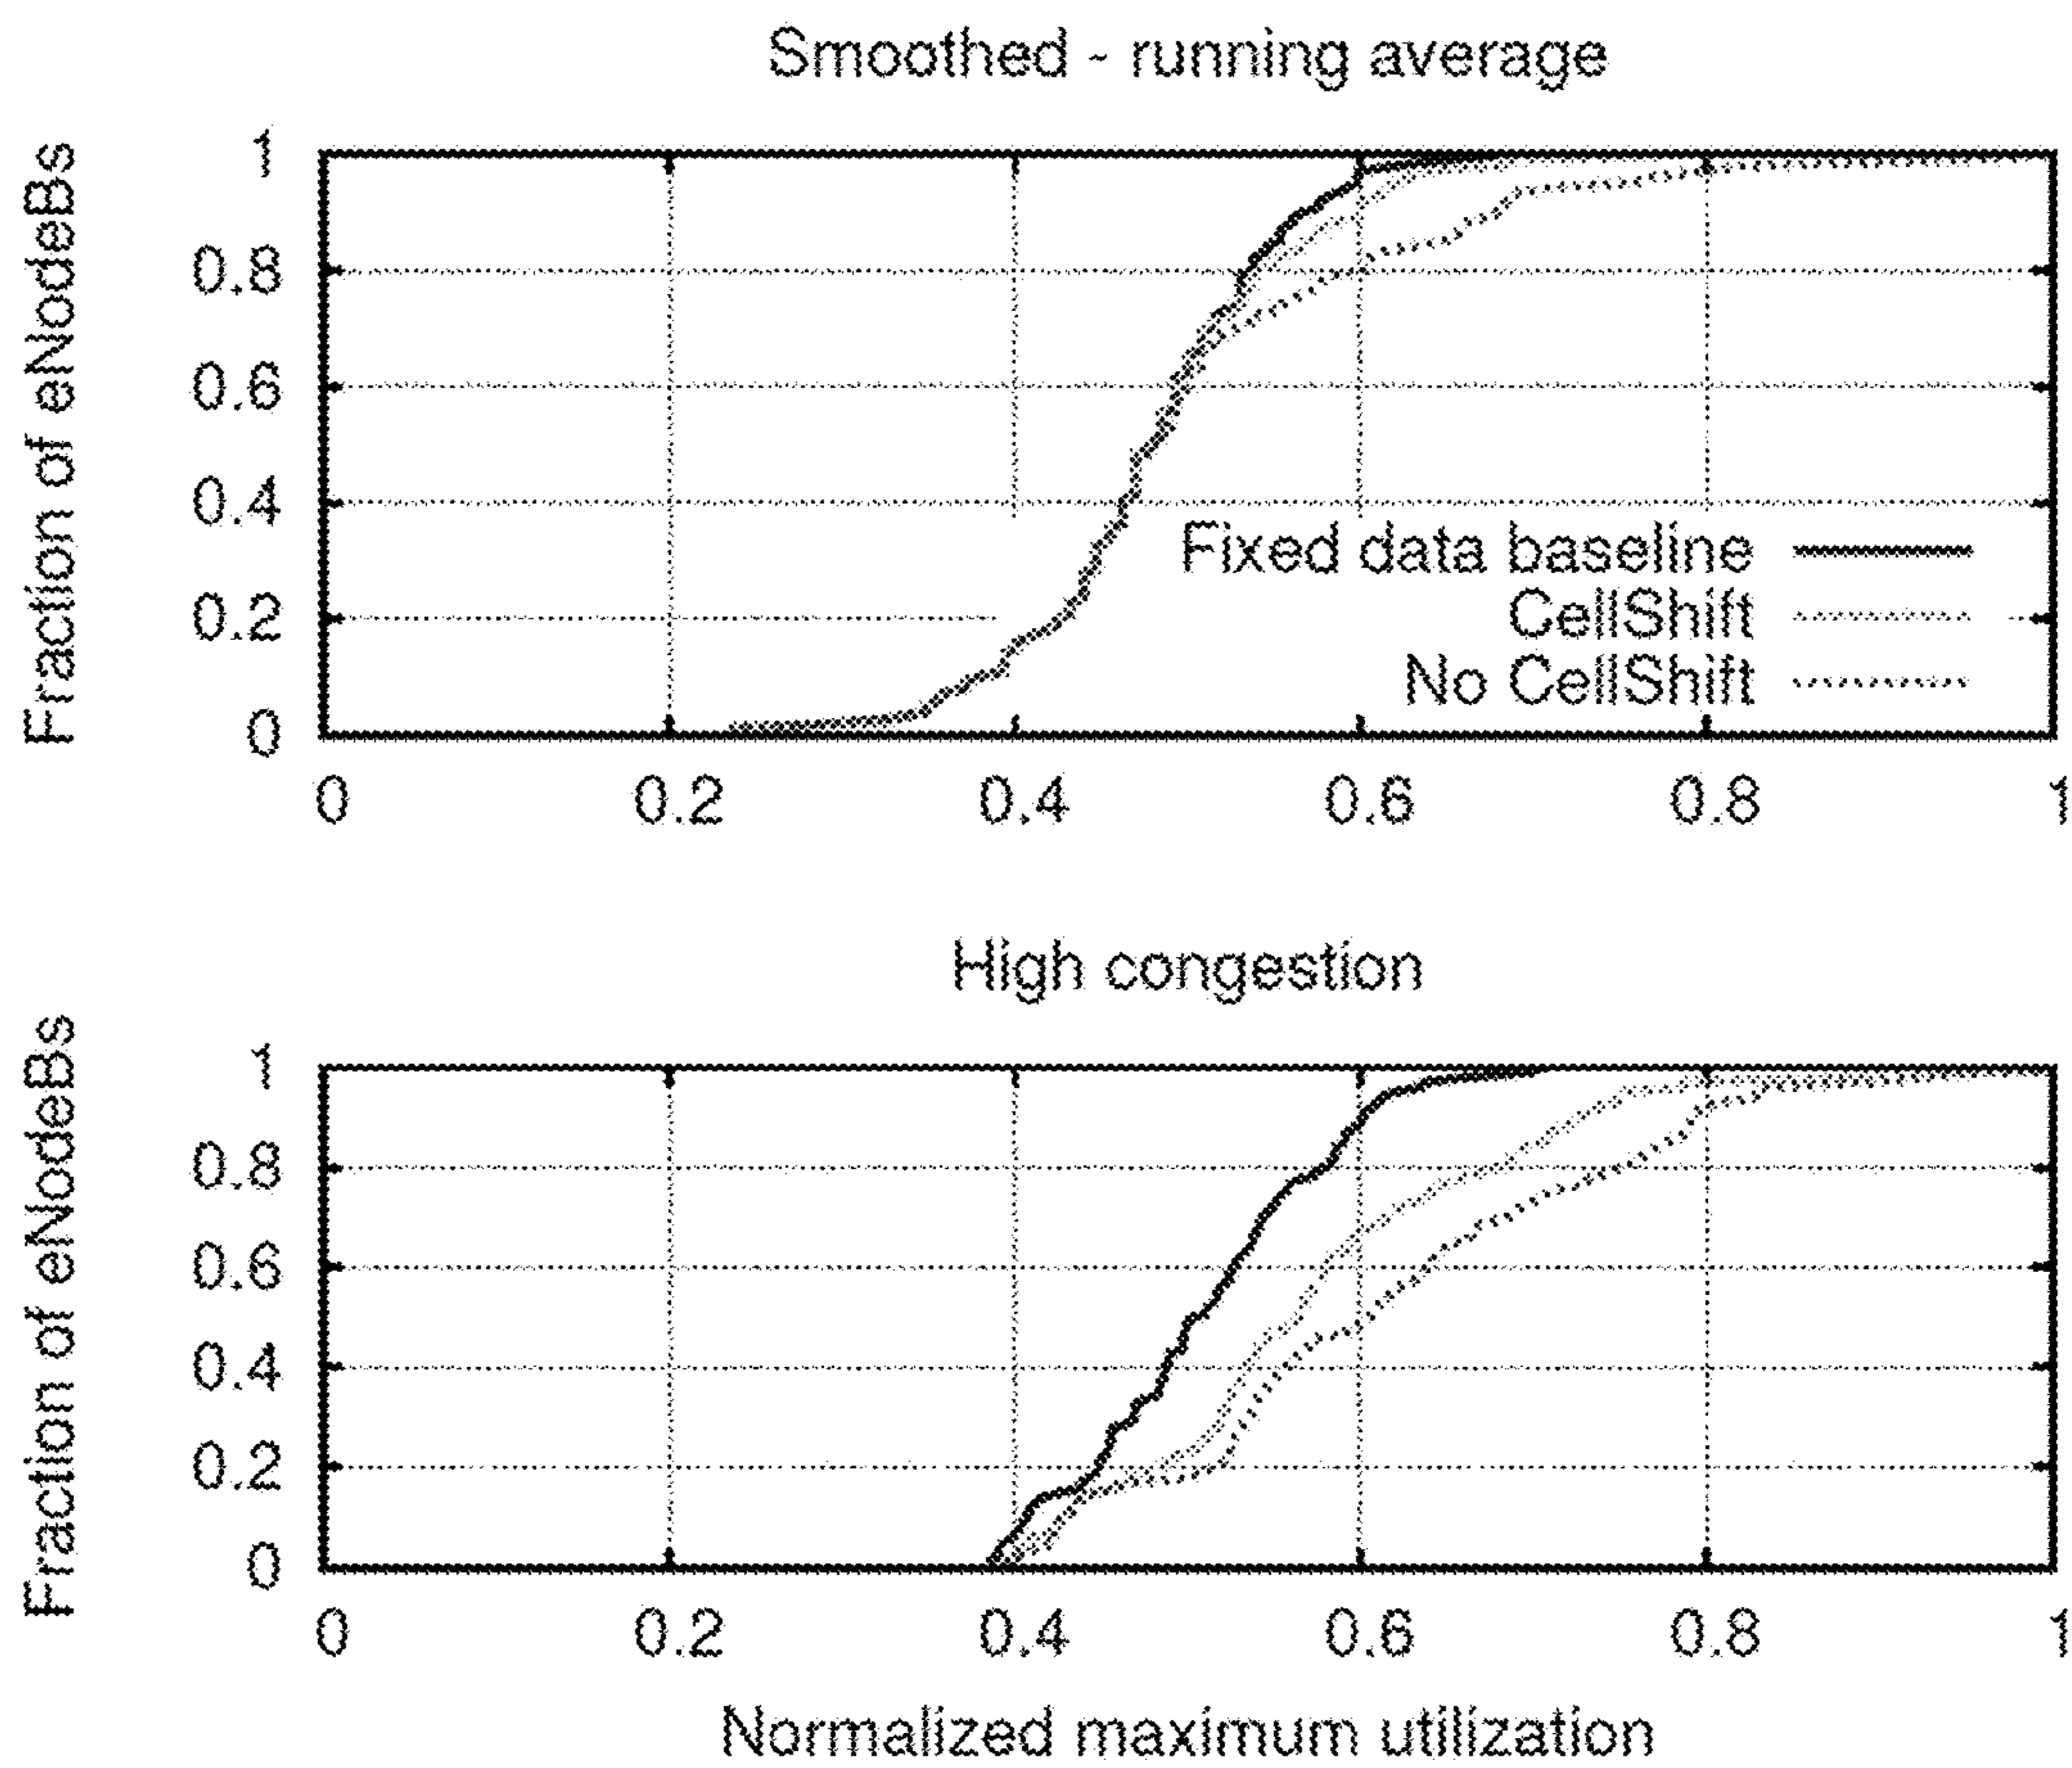 Smoothed - running average
Fraction of eNodeBs
1
0.8
0.6
0.4
0.2
0
Fixed data baseline
CellShift
No CellShift
0 0.2 0.4 0.6 0.8 1
High congestion
Fraction of eNodeBs
1
0.8
0.6
0.4
0.2
0
0 0.2 0.4 0.6 0.8 1
Normalized maximum utilization